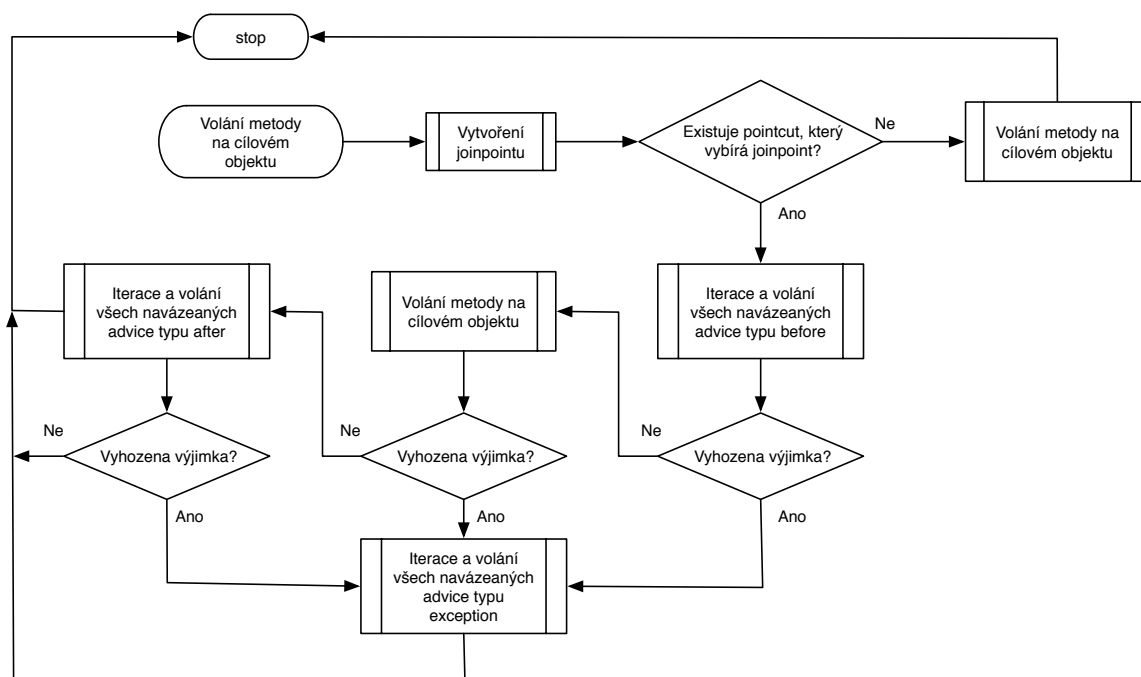 stop
Volání metody
na cílovém
objektu
Vytvoření
joinpointu
Existuje pointcut, který
vybírá joinpoint?
Ne
Volání metody na
cílovém objektu
Ano
Iterace a volání
všech navázeaných
advice typu after
Volání metody na
cílovém objektu
Iterace a volání
všech navázeaných
advice typu before
Ne
Vyhozena výjimka?
Ne
Vyhozena výjimka?
Ne
Vyhozena výjimka?
Ano
Ano
Ano
Iterace a volání
všech navázeaných
advice typu
exception